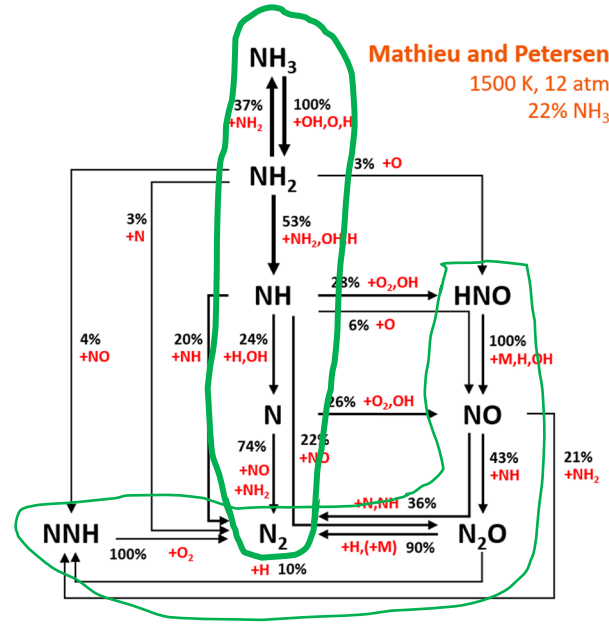 Mathieu and Petersen
1500 K, 12 atm
22% NH₃
NH₃
37%
+NH₂
100%
+OH,O,H
NH₂
3% +O
3%
+N
53%
+NH₂,OH,H
NH
28% +O₂,OH
HNO
6% +O
4%
+NO
20%
+NH
24%
+H,OH
100%
+M,H,OH
N
26% +O₂,OH
NO
74%
+NO
+NH₂
22%
+NO
43%
+NH
21%
+NH₂
+N,NH 36%
NNH
100% +O₂
N₂
+H,(+M) 90%
N₂O
+H 10%